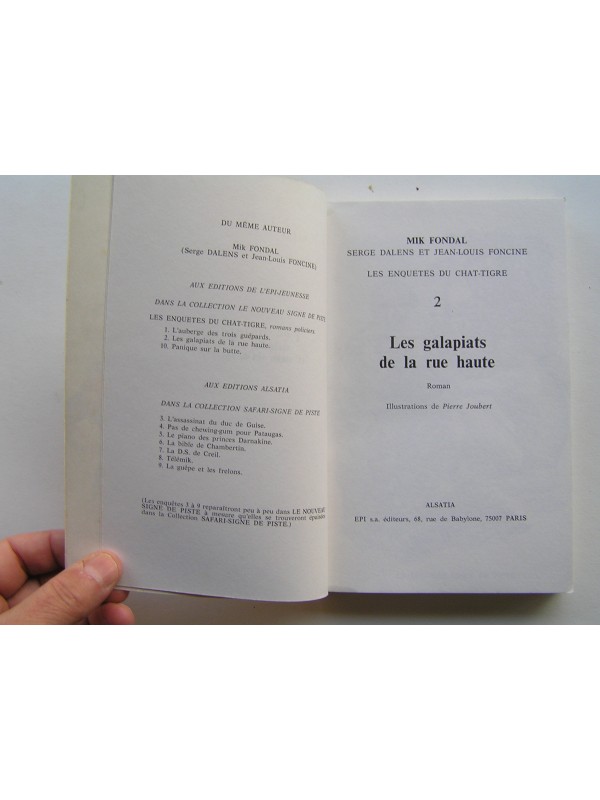 DU MÊME AUTEUR
Mik FONDAL
(Serge DALENS et Jean-Louis FONCINE)
AUX EDITIONS DE L'EPI-JEUNESSE
DANS LA COLLECTION LE NOUVEAU SIGNE DE PISTE
LES ENQUETES DU CHAT-TIGRE, romans policiers
1. L'auberge des trois guépards.
2. Les galapiats de la rue haute.
10. Panique sur la butte.
AUX EDITIONS ALSATIA
DANS LA COLLECTION SAFARI-SIGNE DE PISTE
3. L'assassinat du duc de Guise.
4. Pas de chewing-gum pour Pataugas.
5. Le piano des princes Darnakine.
6. La bible de Chambertin.
7. La D.S. de Creil.
8. Télémik.
9. La guêpe et les frelons.
(Les enquêtes 3 à 9 reparaîtront peu à peu dans LE NOUVEAU
SIGNE DE PISTE à mesure qu'elles se trouveront épuisées
dans la Collection SAFARI-SIGNE DE PISTE.)
MIK FONDAL
SERGE DALENS ET JEAN-LOUIS FONCINE
LES ENQUETES DU CHAT-TIGRE
2
Les galapiats
de la rue haute
Roman
Illustrations de Pierre Joubert
ALSATIA
EPI s.a. éditeurs, 68, rue de Babylone, 75007 PARIS